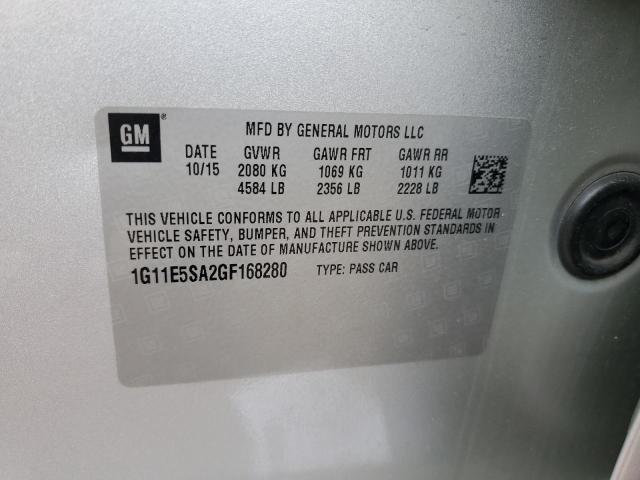 GM ® MFD BY GENERAL MOTORS LLC
DATE GVWR GAWR FRT GAWR RR
10/15 2080 KG 1069 KG 1011 KG
4584 LB 2356 LB 2228 LB
THIS VEHICLE CONFORMS TO ALL APPLICABLE U.S. FEDERAL MOTOR
VEHICLE SAFETY, BUMPER, AND THEFT PREVENTION STANDARDS IN
EFFECT ON THE DATE OF MANUFACTURE SHOWN ABOVE.
1G11E5SA2GF168280 TYPE: PASS CAR